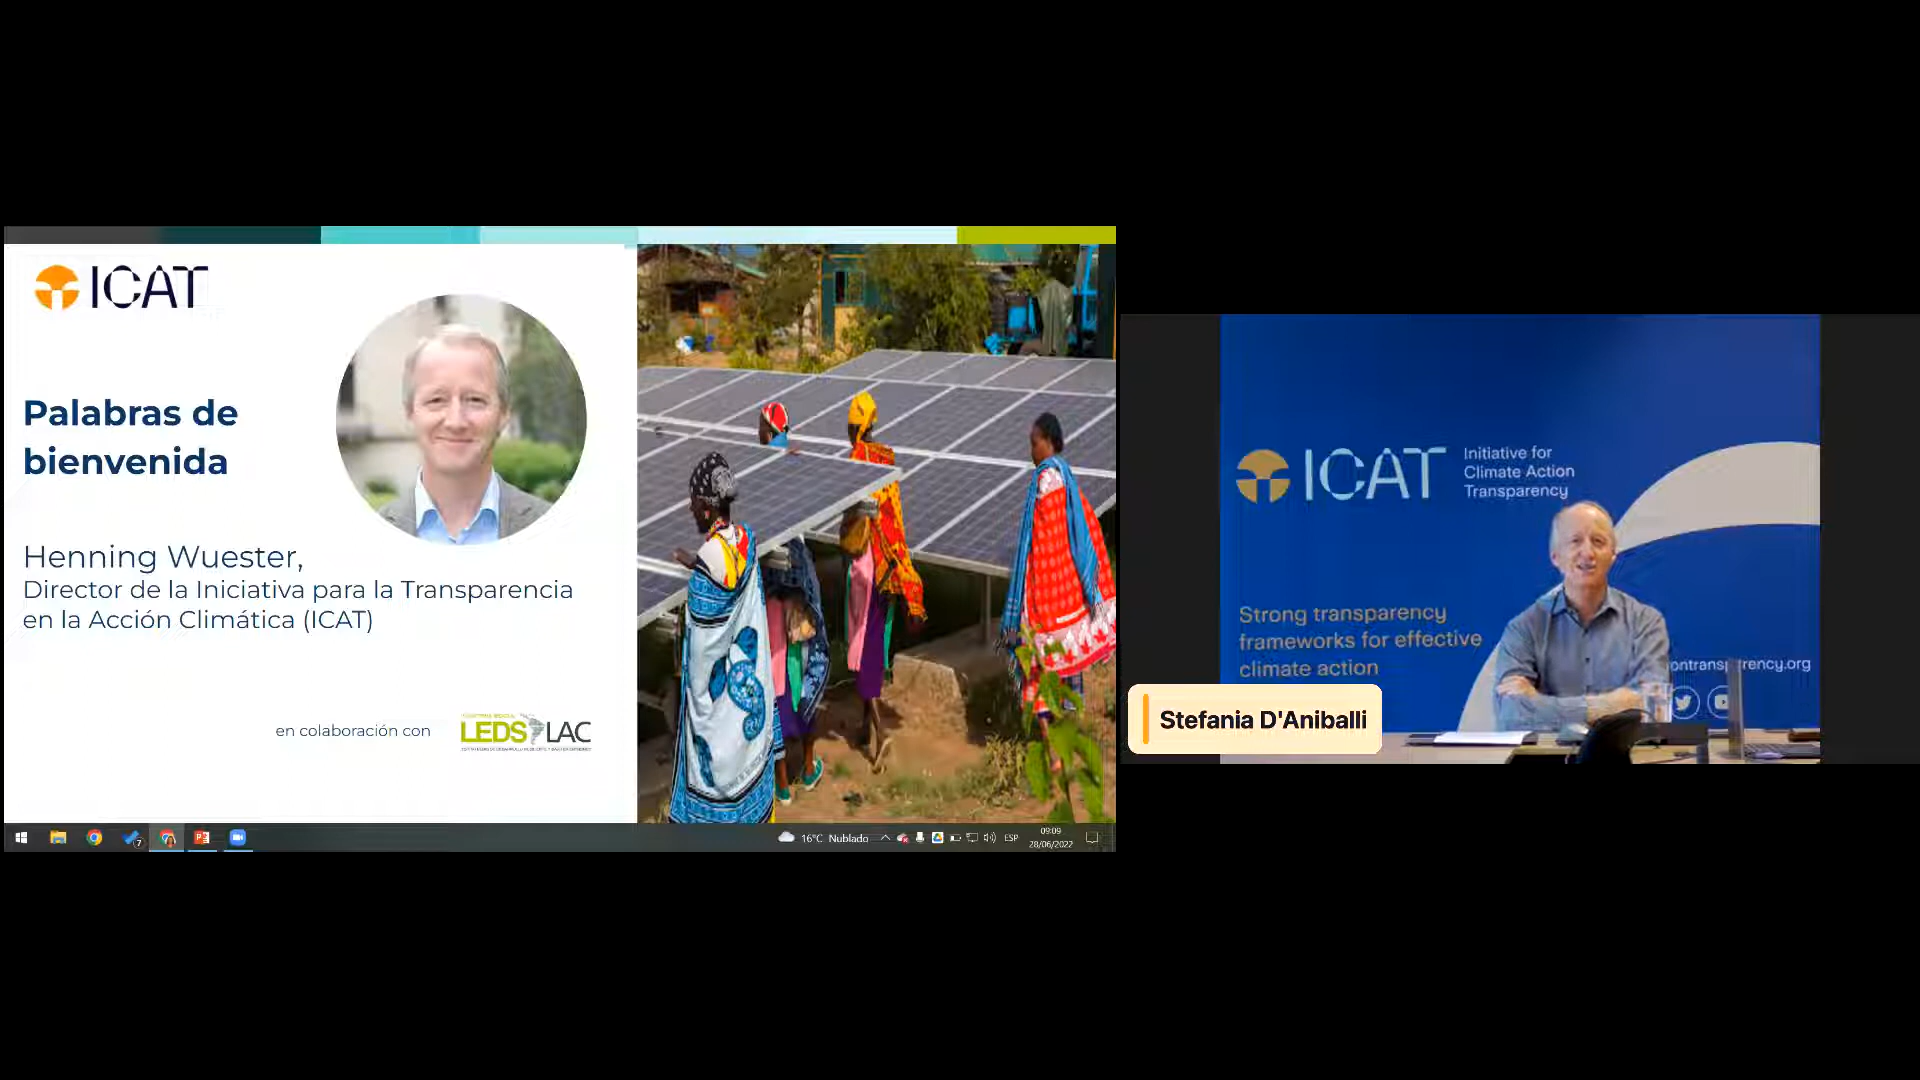 ICAT
Palabras de
bienvenida
Henning Wuester,
Director de la Iniciativa para la Transparencia
en la Acción Climática (ICAT)
en colaboración con
LEDS LAC
7
16°C Nublado
ESP
09:09
28/06/2022
ICAT
Initiative for
Climate Action
Transparency
Strong transparency
frameworks for effective
climate action
Stefania D'Aniballi